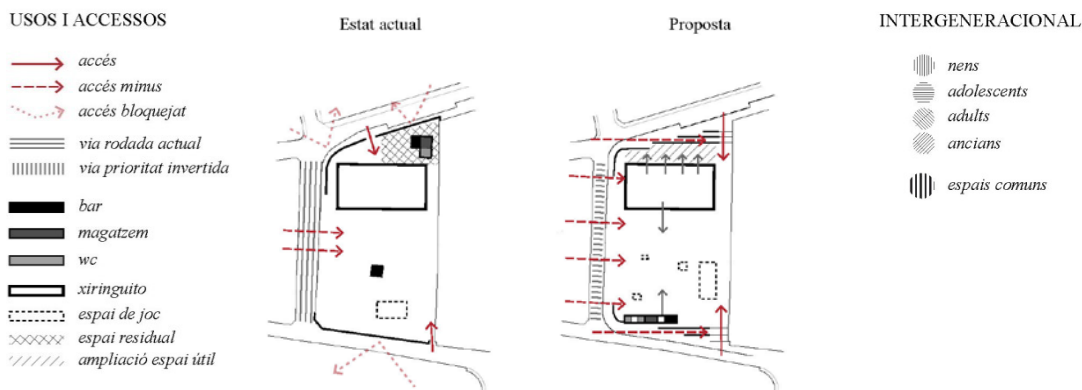 USOS I ACCESSOS
accés
accés minus
accés bloquejat
via rodada actual
via prioritat invertida
bar
magatzem
wc
xiringuito
espai de joc
espai residual
ampliació espai útil
Estat actual
Proposta
INTERGENERACIONAL
nens
adolescents
adults
ancians
espais comuns